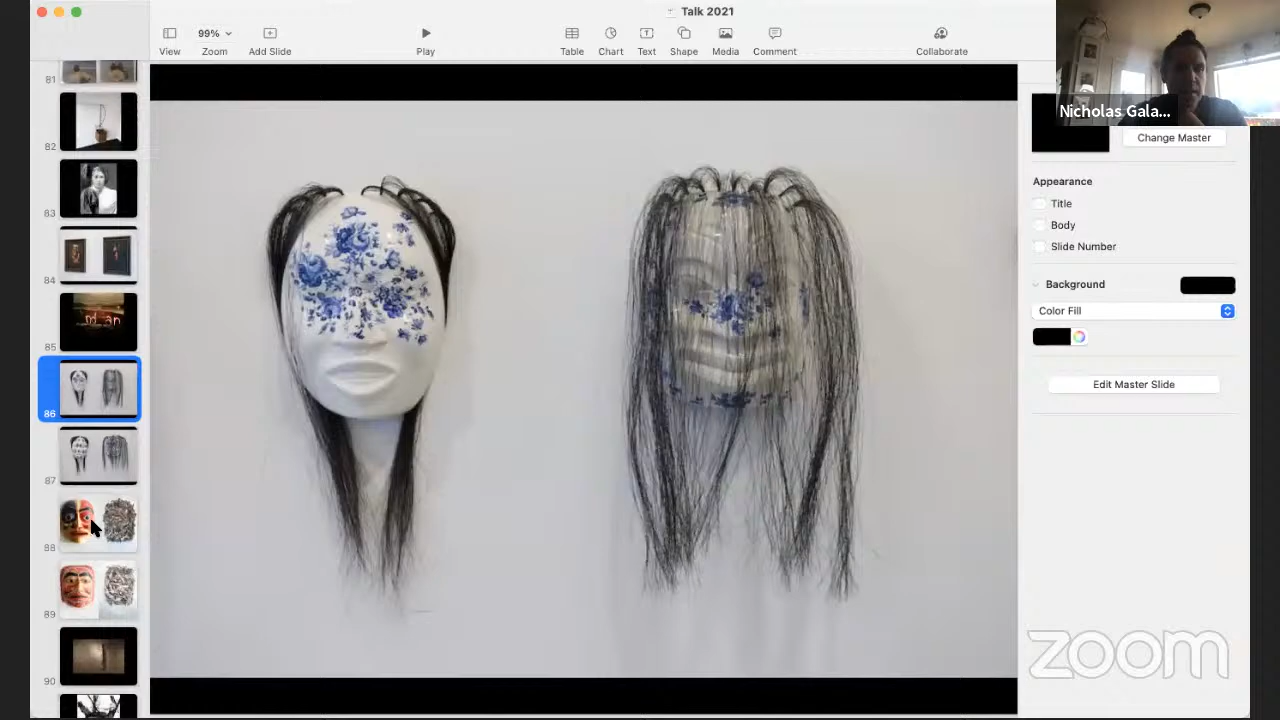 Talk 2021
99%
View
Zoom
Add Slide
Play
Table
Chart
Text
Shape
Media
Comment
Collaborate
Nicholas Gala...
Change Master
Appearance
Title
Body
Slide Number
Background
Color Fill
Edit Master Slide
81
82
83
84
85
86
87
88
89
90
zoom